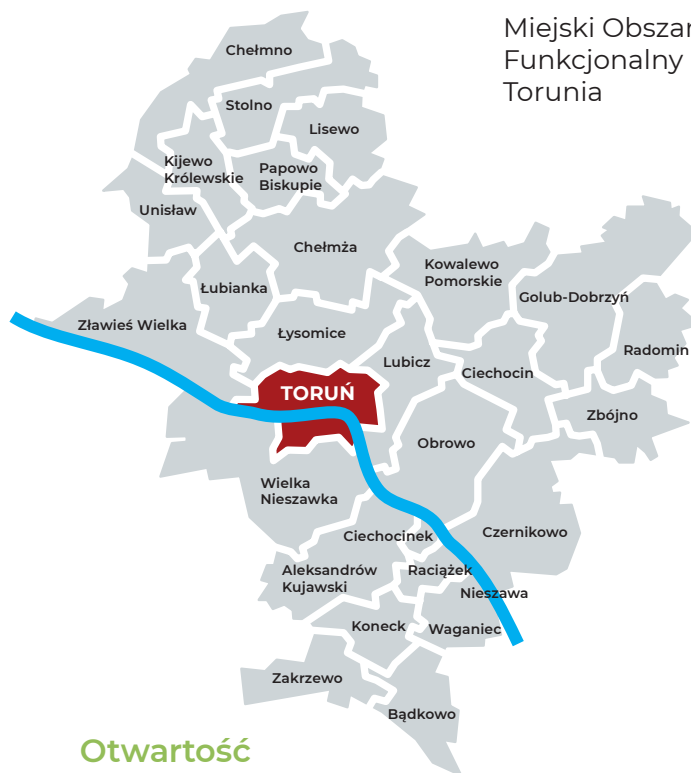 Miejski Obszar
Funkcjonalny
Torunia
Chełmno
Stolno
Lisewo
Kijewo
Królewskie
Papowo
Biskupie
Unisław
Chełmża
Kowalewo
Pomorskie
Łubianka
Golub-Dobrzyń
Zławieś Wielka
Łysomice
Radomin
Lubicz
Ciechocin
TORUŃ
Zbójno
Obrowo
Wielka
Nieszawka
Ciechocinek
Czernikowo
Aleksandrów
Kujawski
Raciążek
Nieszawa
Koneck
Waganiec
Zakrzewo
Bądkowo
Otwartość